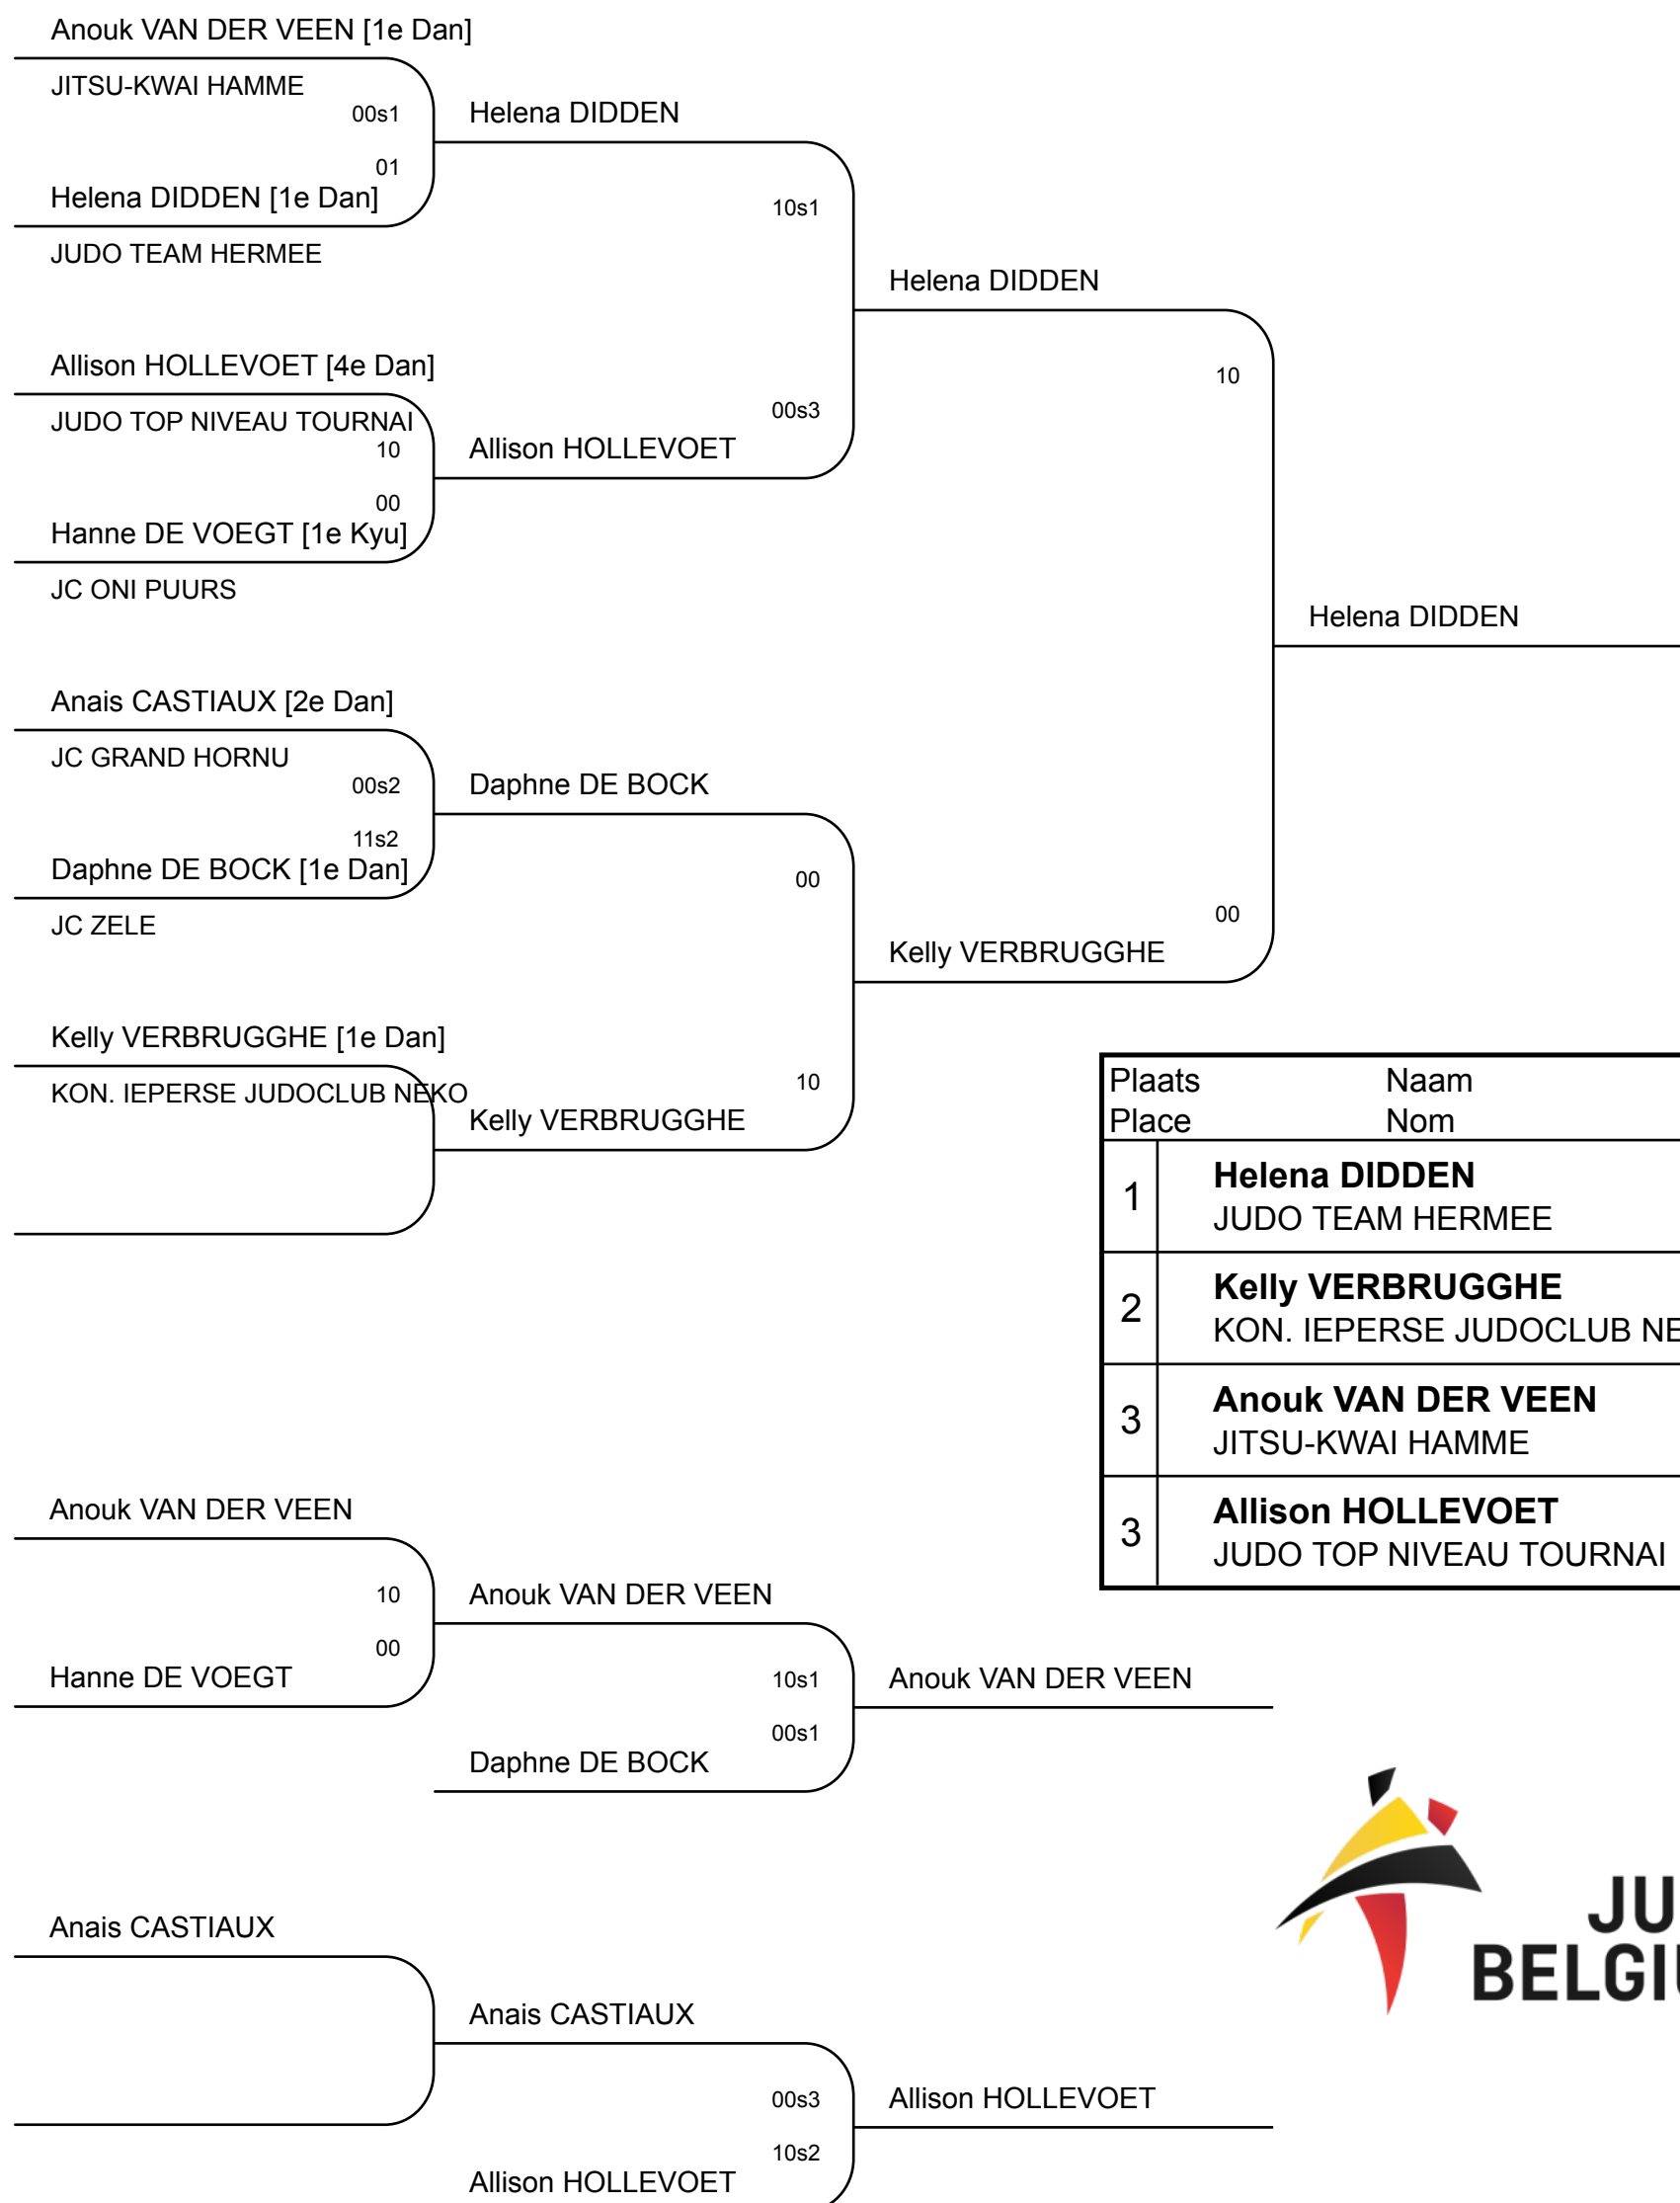 Anouk VAN DER VEEN [1e Dan]
JITSU-KWAI HAMME
00s1
01
Helena DIDDEN [1e Dan]
JUDO TEAM HERMEE
Helena DIDDEN
10s1
Allison HOLLEVOET [4e Dan]
JUDO TOP NIVEAU TOURNAI
10
00
Hanne DE VOEGT [1e Kyu]
JC ONI PUURS
00s3
Allison HOLLEVOET
Helena DIDDEN
10
Anais CASTIAUX [2e Dan]
JC GRAND HORNU
00s2
11s2
Daphne DE BOCK [1e Dan]
JC ZELE
Daphne DE BOCK
00
Kelly VERBRUGGHE [1e Dan]
KON. IEPERSE JUDOCLUB NEKO
10
Kelly VERBRUGGHE
00
Kelly VERBRUGGHE
Helena DIDDEN
Plaats Naam
Place Nom
1 Helena DIDDEN
JUDO TEAM HERMEE
2 Kelly VERBRUGGHE
KON. IEPERSE JUDOCLUB NE
3 Anouk VAN DER VEEN
JITSU-KWAI HAMME
3 Allison HOLLEVOET
JUDO TOP NIVEAU TOURNAI
Anouk VAN DER VEEN
10
00
Hanne DE VOEGT
Anouk VAN DER VEEN
10s1
00s1
Daphne DE BOCK
Anouk VAN DER VEEN
Anais CASTIAUX
Anais CASTIAUX
00s3
10s2
Allison HOLLEVOET
Allison HOLLEVOET
JU
BELGIU